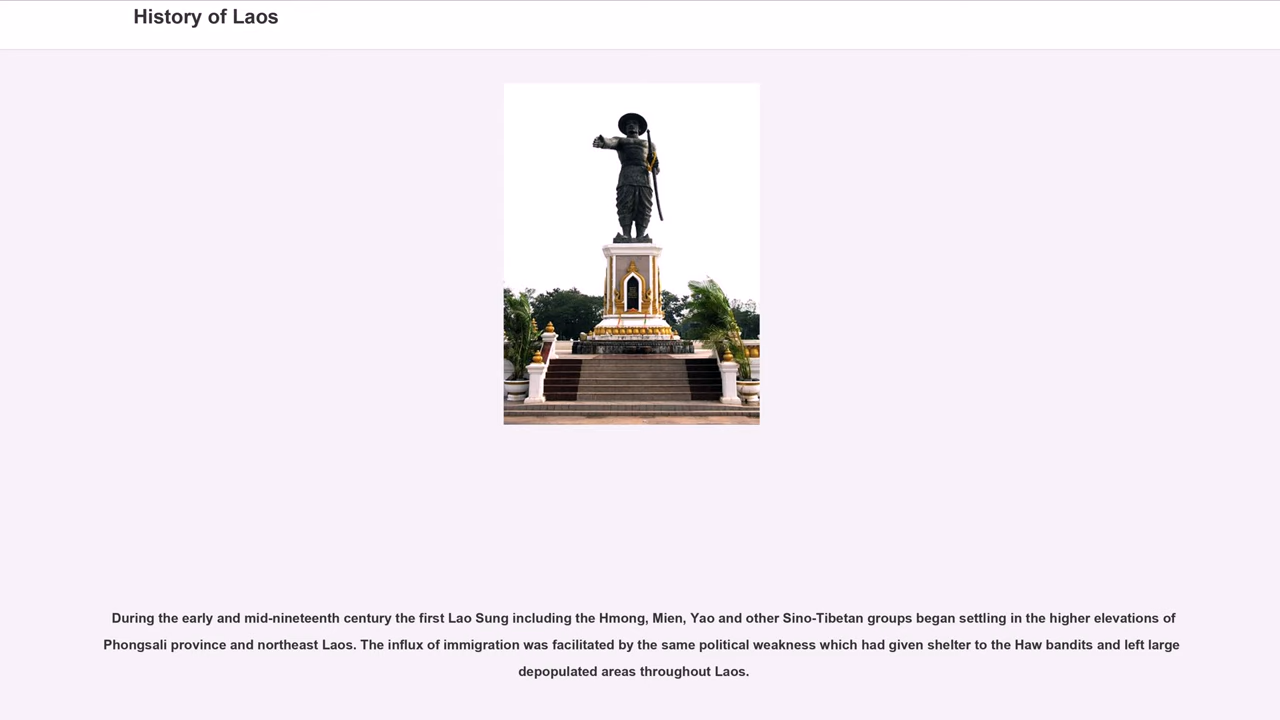 History of Laos
During the early and mid-nineteenth century the first Lao Sung including the Hmong, Mien, Yao and other Sino-Tibetan groups began settling in the higher elevations of
Phongsali province and northeast Laos. The influx of immigration was facilitated by the same political weakness which had given shelter to the Haw bandits and left large
depopulated areas throughout Laos.